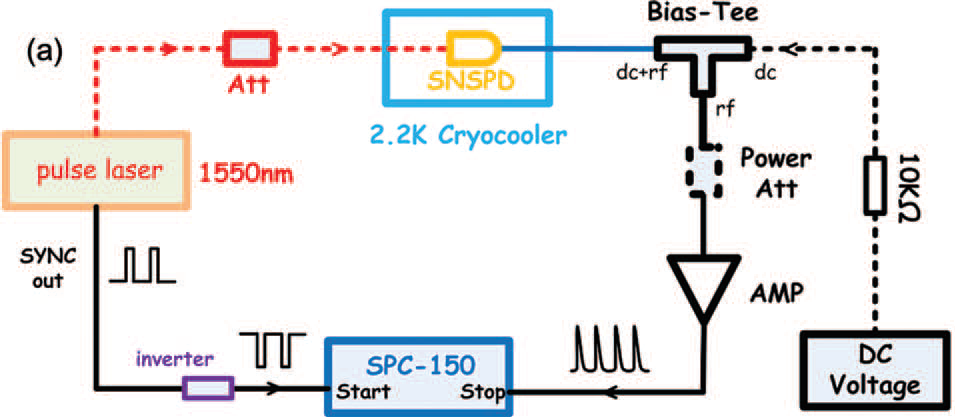 (a)
Bias-Tee
Att
SNSPD
dc+rf
dc
rf
2.2K Cryocooler
pulse laser
1550nm
Power
Att
10KΩ
SYNC
out
AMP
inverter
SPC-150
Start
Stop
DC
Voltage